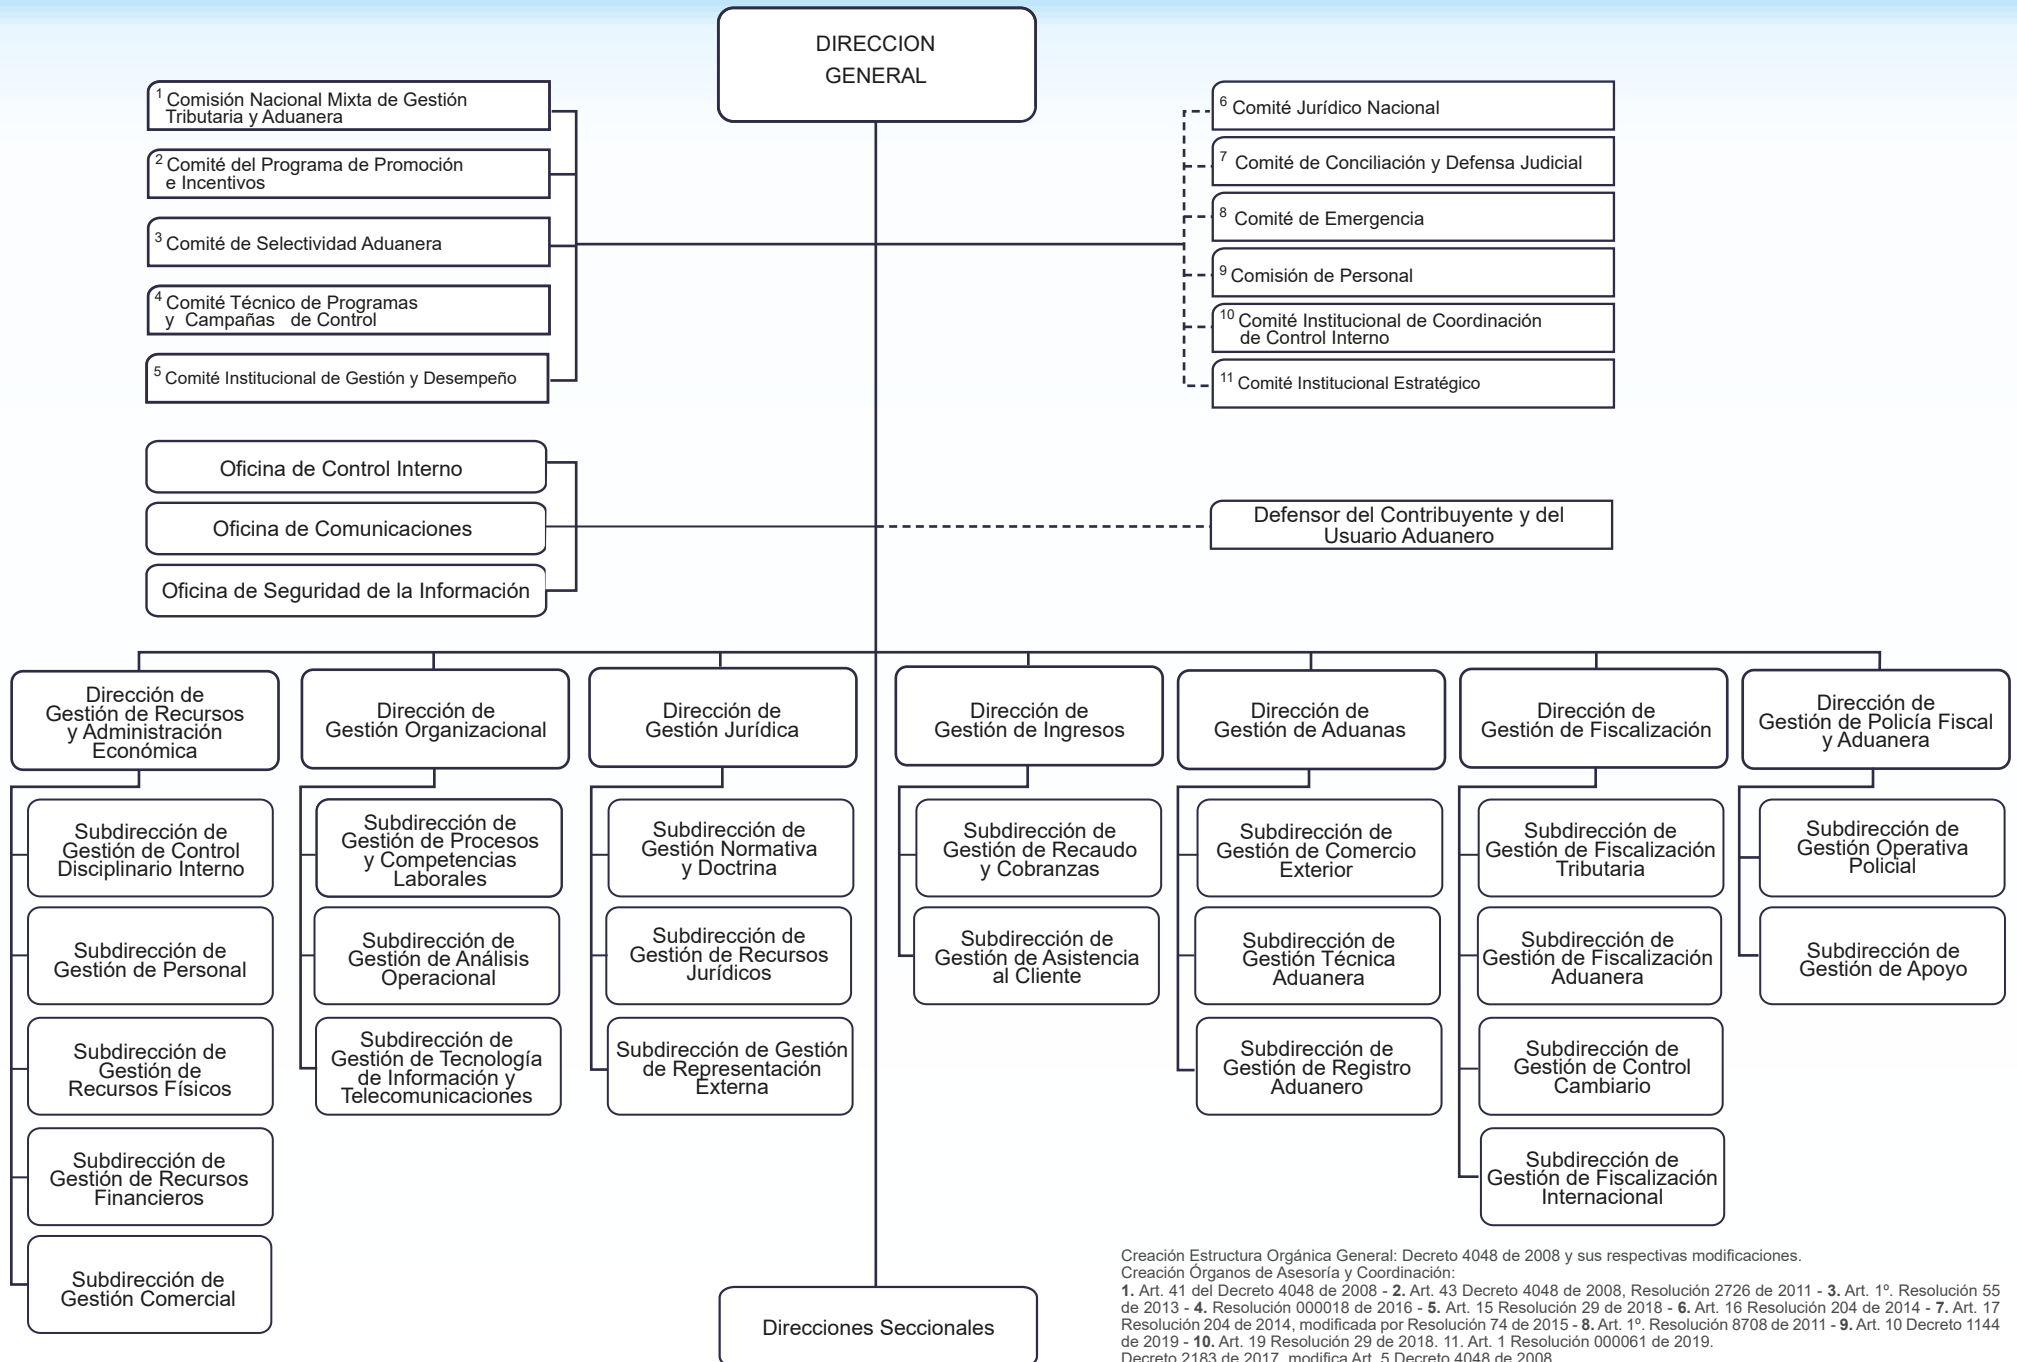 DIRECCION
GENERAL
1 Comisión Nacional Mixta de Gestión
Tributaria y Aduanera
2 Comité del Programa de Promoción
e Incentivos
3 Comité de Selectividad Aduanera
4 Comité Técnico de Programas
y Campañas de Control
5 Comité Institucional de Gestión y Desempeño
6 Comité Jurídico Nacional
7 Comité de Conciliación y Defensa Judicial
8 Comité de Emergencia
9 Comisión de Personal
10 Comité Institucional de Coordinación
de Control Interno
11 Comité Institucional Estratégico
Oficina de Control Interno
Oficina de Comunicaciones
Oficina de Seguridad de la Información
Defensor del Contribuyente y del
Usuario Aduanero
Dirección de
Gestión de Recursos
y Administración
Económica
Subdirección de
Gestión de Control
Disciplinario Interno
Subdirección de
Gestión de Personal
Subdirección de
Gestión de
Recursos Físicos
Subdirección de
Gestión de Recursos
Financieros
Subdirección de
Gestión Comercial
Dirección de
Gestión Organizacional
Subdirección de
Gestión de Procesos
y Competencias
Laborales
Subdirección de
Gestión de Análisis
Operacional
Subdirección de
Gestión de Tecnología
de Información y
Telecomunicaciones
Dirección de
Gestión Jurídica
Subdirección de
Gestión Normativa
y Doctrina
Subdirección de
Gestión de Recursos
Jurídicos
Subdirección de Gestión
de Representación
Externa
Dirección de
Gestión de Ingresos
Subdirección de
Gestión de Recaudo
y Cobranzas
Subdirección de
Gestión de Asistencia
al Cliente
Dirección de
Gestión de Aduanas
Subdirección de
Gestión de Comercio
Exterior
Subdirección de
Gestión Técnica
Aduanera
Subdirección de
Gestión de Registro
Aduanero
Dirección de
Gestión de Fiscalización
Subdirección de
Gestión de Fiscalización
Tributaria
Subdirección de
Gestión de Fiscalización
Aduanera
Subdirección de
Gestión de Control
Cambiario
Subdirección de
Gestión de Fiscalización
Internacional
Dirección de
Gestión de Policía Fiscal
y Aduanera
Subdirección de
Gestión Operativa
Policial
Subdirección de
Gestión de Apoyo
Direcciones Seccionales
Creación Estructura Orgánica General: Decreto 4048 de 2008 y sus respectivas modificaciones.
Creación Órganos de Asesoría y Coordinación:
1. Art. 41 del Decreto 4048 de 2008 - 2. Art. 43 Decreto 4048 de 2008, Resolución 2726 de 2011 - 3. Art. 1º. Resolución 55
de 2013 - 4. Resolución 000018 de 2016 - 5. Art. 15 Resolución 29 de 2018 - 6. Art. 16 Resolución 204 de 2014 - 7. Art. 17
Resolución 204 de 2014, modificada por Resolución 74 de 2015 - 8. Art. 1º. Resolución 8708 de 2011 - 9. Art. 10 Decreto 1144
de 2019 - 10. Art. 19 Resolución 29 de 2018. 11. Art. 1 Resolución 000061 de 2019.
Decreto 2183 de 2017, modifica Art. 5 Decreto 4048 de 2008